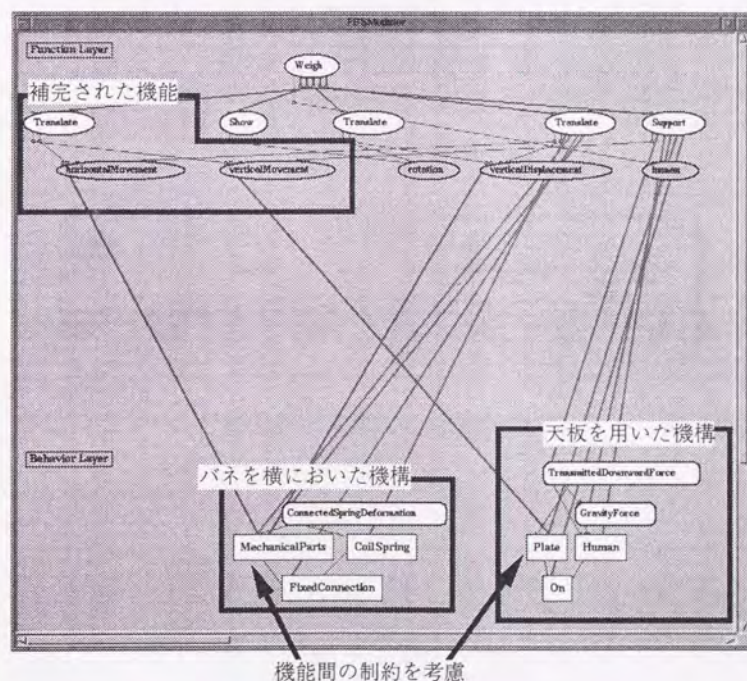 FBSModeler
Function Layer
Weigh
補完された機能
Translate
Show
Translate
Translate
Support
horizontalMovement
verticalMovement
rotation
verticalDisplacement
human
Behavior Layer
天板を用いた機構
バネを横においた機構
TransmittedDownwardForce
ConnectedSpringDeformation
GravityForce
MechanicalParts
CoilSpring
Plate
Human
FixedConnection
On
機能間の制約を考慮